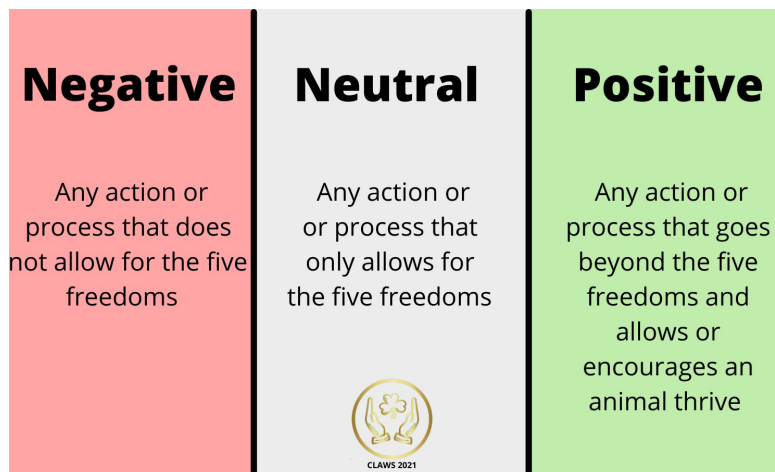 Negative
Any action or
process that does
not allow for the five
freedoms
Neutral
Any action or
or process that
only allows for
the five freedoms
CLAWS 2021
Positive
Any action or
process that goes
beyond the five
freedoms and
allows or
encourages an
animal thrive